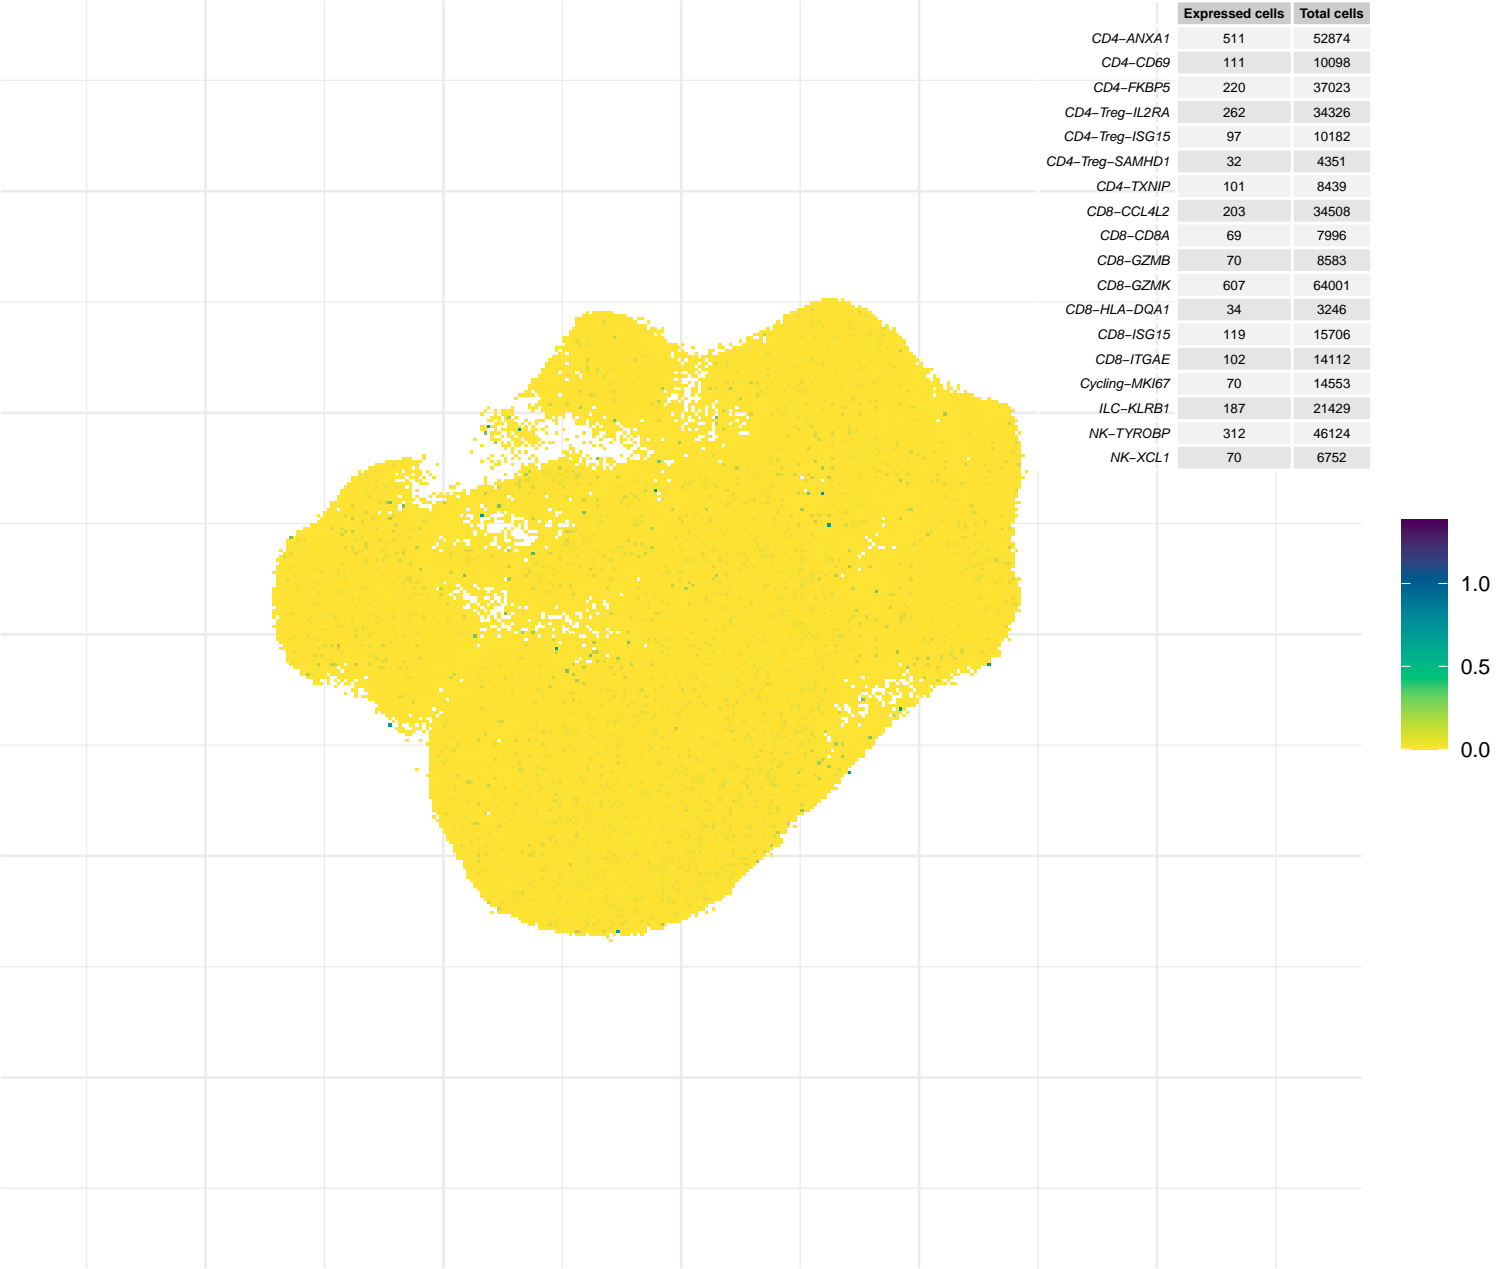 Expressed cells Total cells
CD4−ANXA1 511 52874
CD4−CD69 111 10098
CD4−FKBP5 220 37023
CD4−Treg−IL2RA 262 34326
CD4−Treg−ISG15 97 10182
CD4−Treg−SAMHD1 32 4351
CD4−TXNIP 101 8439
CD8−CCL4L2 203 34508
CD8−CD8A 69 7996
CD8−GZMB 70 8583
CD8−GZMK 607 64001
CD8−HLA−DQA1 34 3246
CD8−ISG15 119 15706
CD8−ITGAE 102 14112
Cycling−MKI67 70 14553
ILC−KLRB1 187 21429
NK−TYROBP 312 46124
NK−XCL1 70 6752
1.0
0.5
0.0